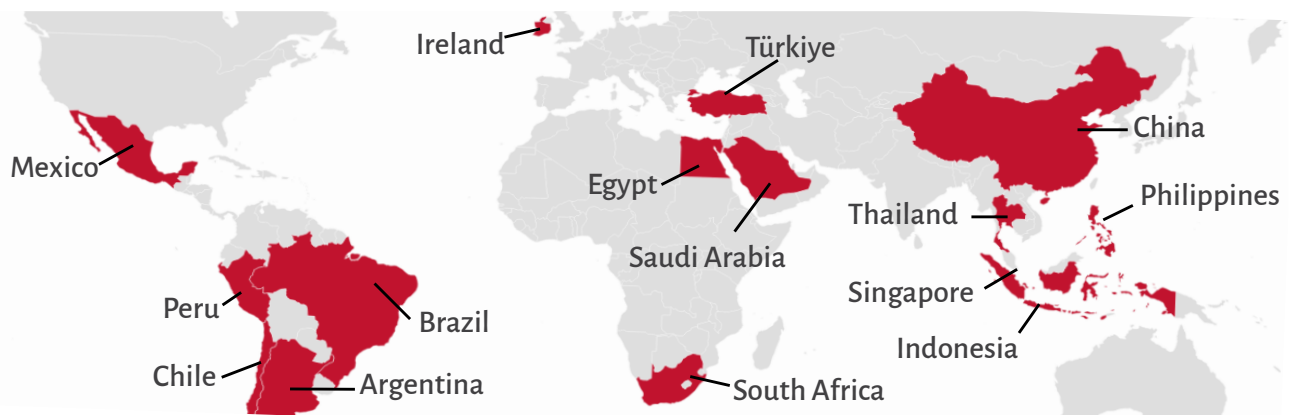 Ireland
Türkiye
China
Mexico
Egypt
Philippines
Thailand
Saudi Arabia
Singapore
Peru
Brazil
Indonesia
Chile
Argentina
South Africa